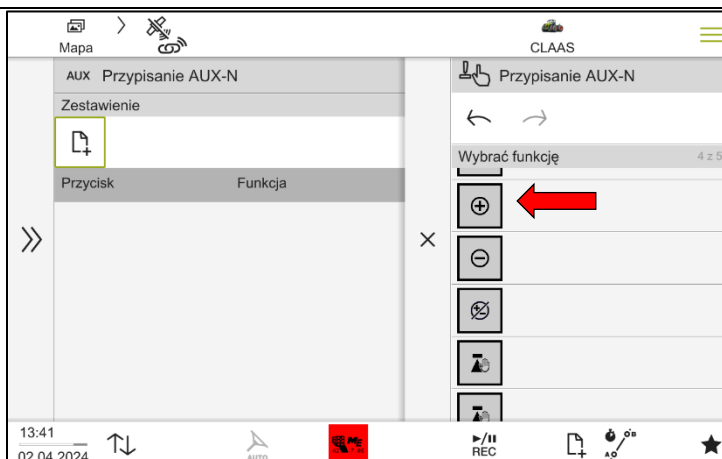 Mapa
CLAAS
AUX Przypisanie AUX-N
Przypisanie AUX-N
Zestawienie
Wybrać funkcję 4 z 5
Przycisk Funkcja
13:41
02.04.2024
AUTO
ME
REC